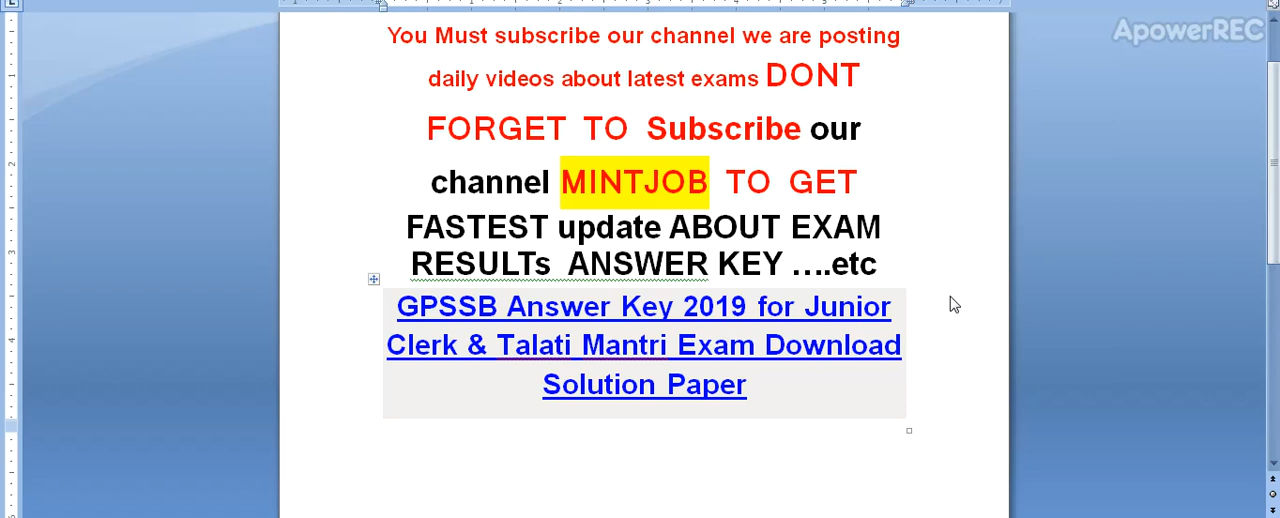 ApowerREC
You Must subscribe our channel we are posting
daily videos about latest exams DONT
FORGET TO Subscribe our
channel MINTJOB TO GET
FASTEST update ABOUT EXAM
RESULTs ANSWER KEY ….etc
GPSSB Answer Key 2019 for Junior
Clerk & Talati Mantri Exam Download
Solution Paper